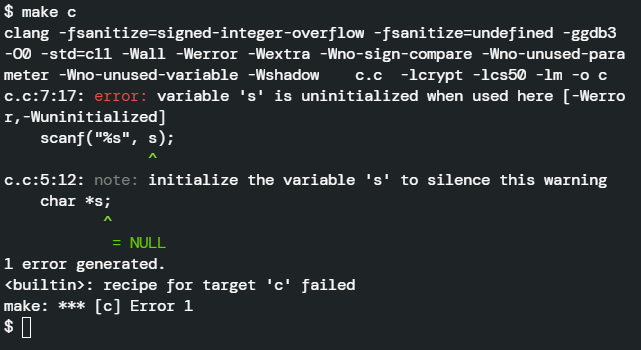 $ make c
clang -fsanitize=signed-integer-overflow -fsanitize=undefined -ggdb3
-O0 -std=c11 -Wall -Werror -Wextra -Wno-sign-compare -Wno-unused-para
meter -Wno-unused-variable -Wshadow    c.c  -lcrypt -lcs50 -lm -o c
c.c:7:17: error: variable 's' is uninitialized when used here [-Werro
r,-Wuninitialized]
    scanf("%s", s);
                ^
c.c:5:12: note: initialize the variable 's' to silence this warning
    char *s;
           ^
            = NULL
1 error generated.
<builtin>: recipe for target 'c' failed
make: *** [c] Error 1
$